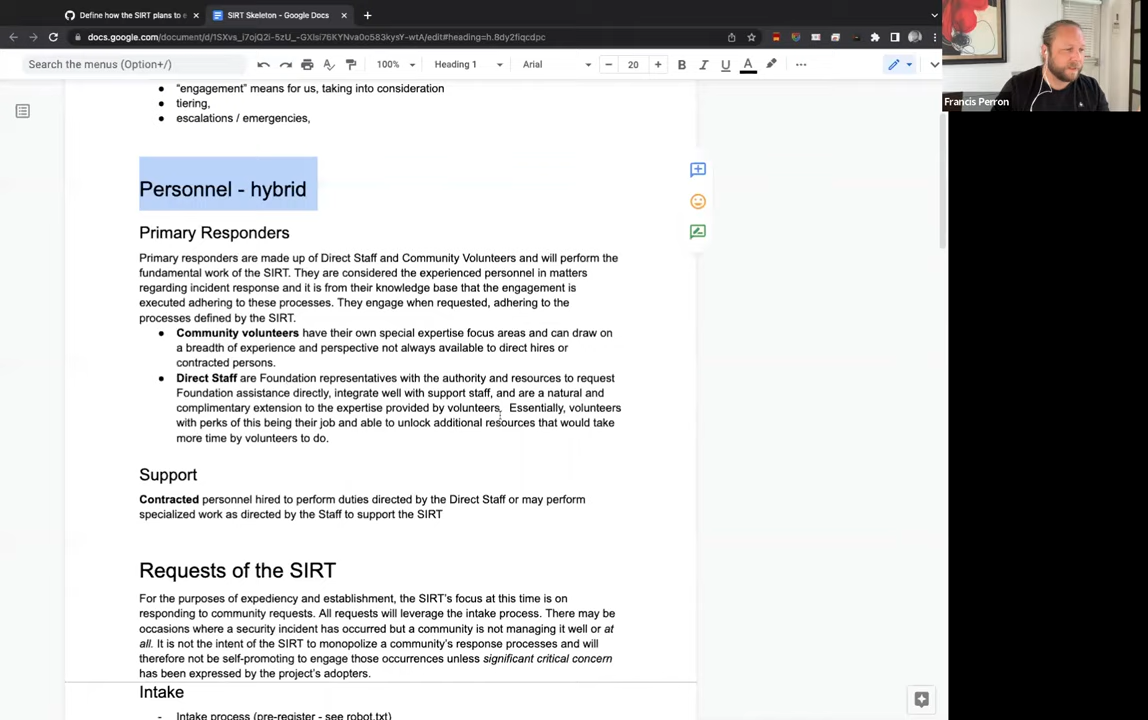 Define how the SIRT plans to e
SIRT Skeleton - Google Docs
docs.google.com/document/d/1SXvs_i7ojQ2i-5zU_-GXIsi76KYNva0o583kysY-wtA/edit#heading=h.8dy2fiqcdpc
Search the menus (Option+/)
100%
Heading 1
Arial
20
B
I
U
A
Francis Perron
"engagement" means for us, taking into consideration
tiering,
escalations / emergencies,
Personnel - hybrid
Primary Responders
Primary responders are made up of Direct Staff and Community Volunteers and will perform the
fundamental work of the SIRT. They are considered the experienced personnel in matters
regarding incident response and it is from their knowledge base that the engagement is
executed adhering to these processes. They engage when requested, adhering to the
processes defined by the SIRT.
Community volunteers have their own special expertise focus areas and can draw on
a breadth of experience and perspective not always available to direct hires or
contracted persons.
Direct Staff are Foundation representatives with the authority and resources to request
Foundation assistance directly, integrate well with support staff, and are a natural and
complimentary extension to the expertise provided by volunteers. Essentially, volunteers
with perks of this being their job and able to unlock additional resources that would take
more time by volunteers to do.
Support
Contracted personnel hired to perform duties directed by the Direct Staff or may perform
specialized work as directed by the Staff to support the SIRT
Requests of the SIRT
For the purposes of expediency and establishment, the SIRT's focus at this time is on
responding to community requests. All requests will leverage the intake process. There may be
occasions where a security incident has occurred but a community is not managing it well or at
all. It is not the intent of the SIRT to monopolize a community's response processes and will
therefore not be self-promoting to engage those occurrences unless significant critical concern
has been expressed by the project's adopters.
Intake
- Intake process (pre-register - see robot.txt)